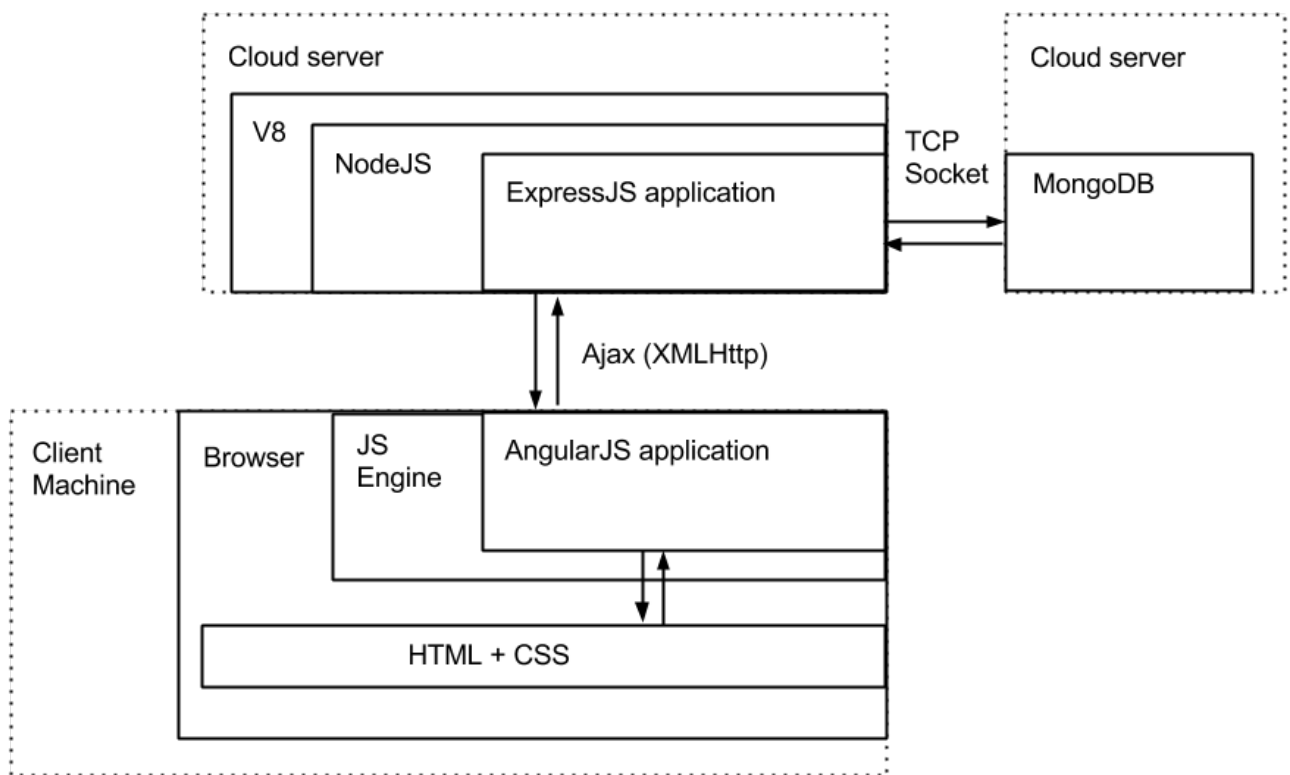 Cloud server
Cloud server
V8
NodeJS
ExpressJS application
TCP
Socket
MongoDB
Ajax (XMLHttp)
Client
Machine
Browser
JS
Engine
AngularJS application
HTML + CSS